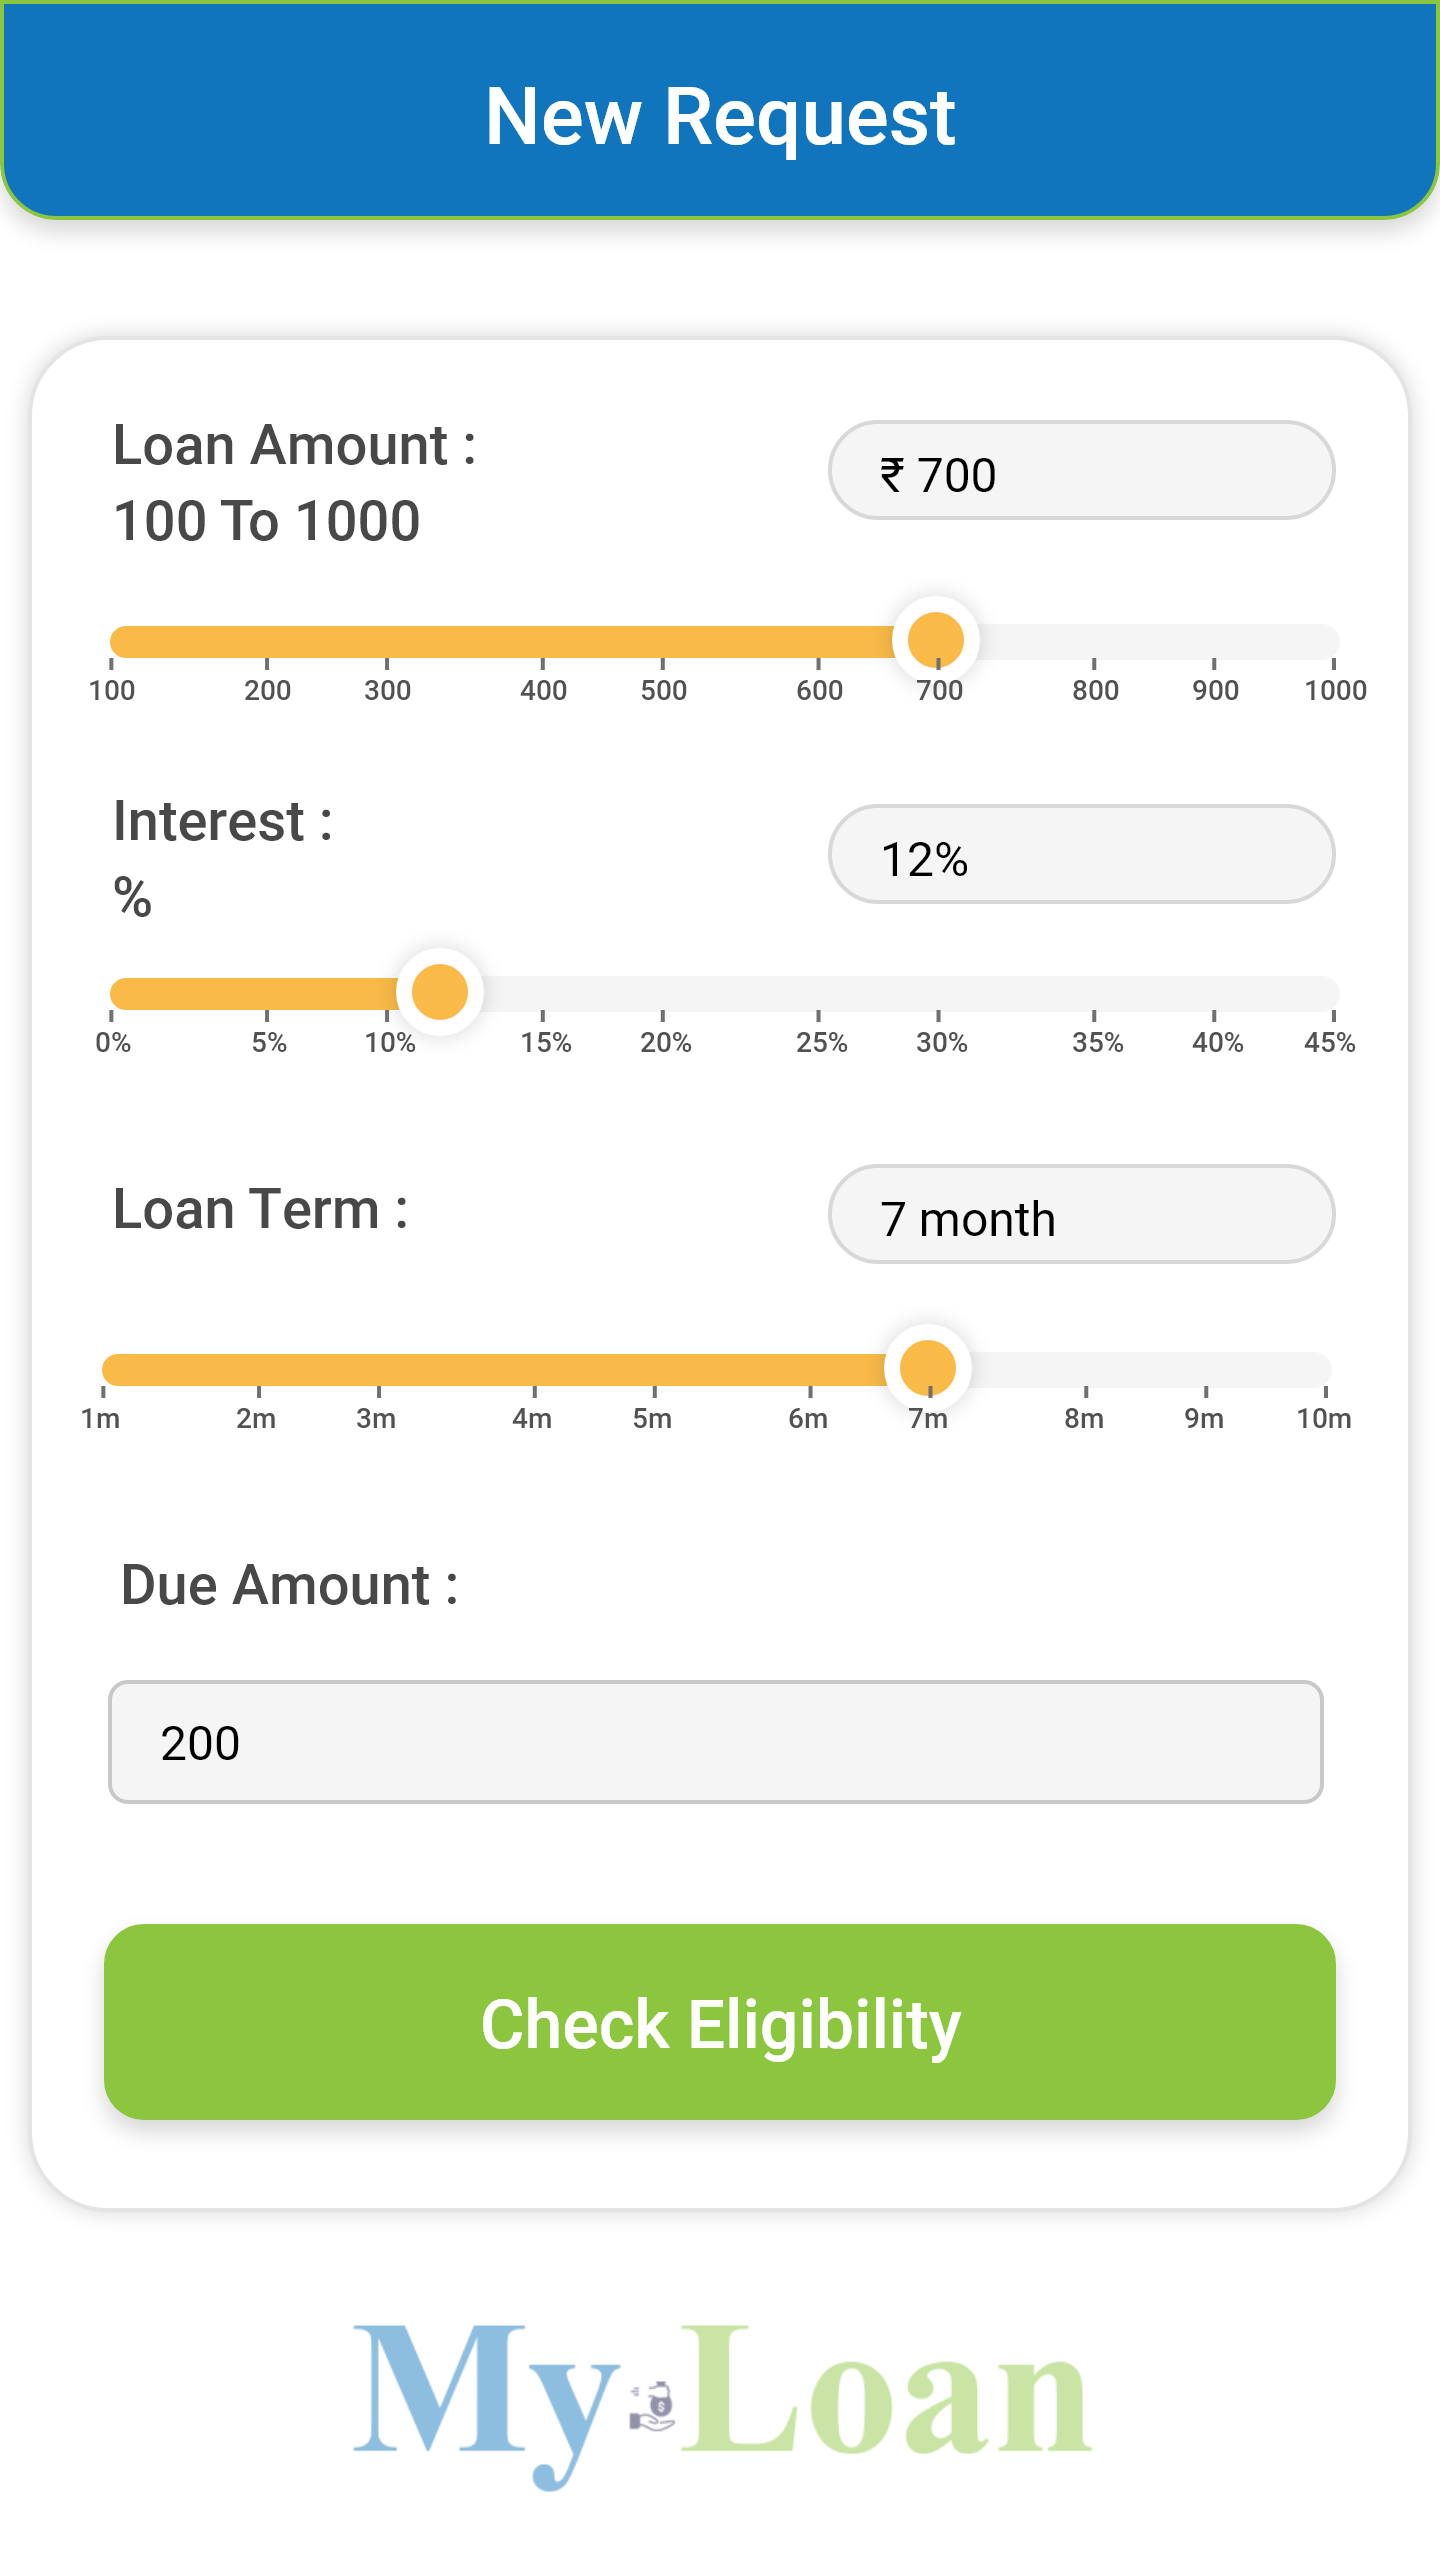 New Request
Loan Amount :
100 To 1000
₹ 700
100 200 300 400 500 600 700 800 900 1000
Interest :
%
12%
0% 5% 10% 15% 20% 25% 30% 35% 40% 45%
Loan Term :
7 month
1m 2m 3m 4m 5m 6m 7m 8m 9m 10m
Due Amount :
200
Check Eligibility
My Loan